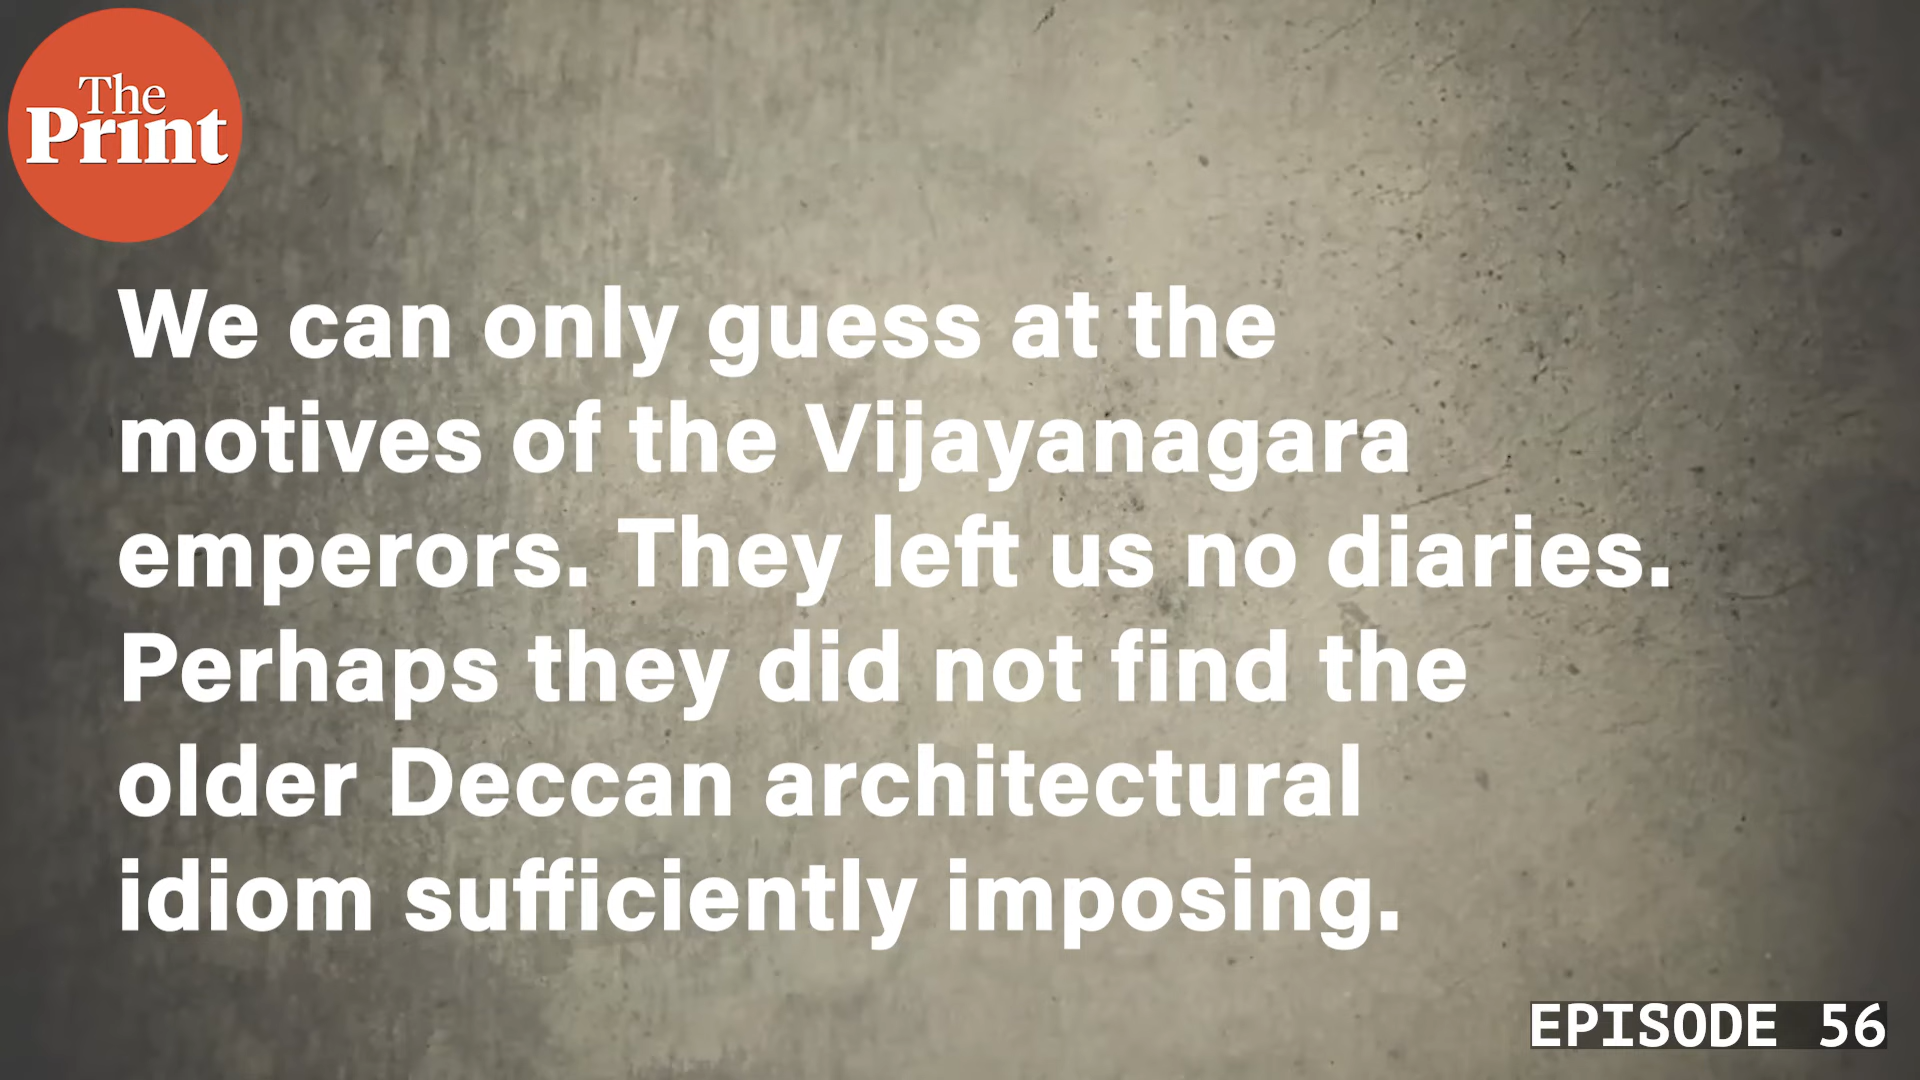 The
Print
We can only guess at the
motives of the Vijayanagara
emperors. They left us no diaries.
Perhaps they did not find the
older Deccan architectural
idiom sufficiently imposing.
EPISODE 56